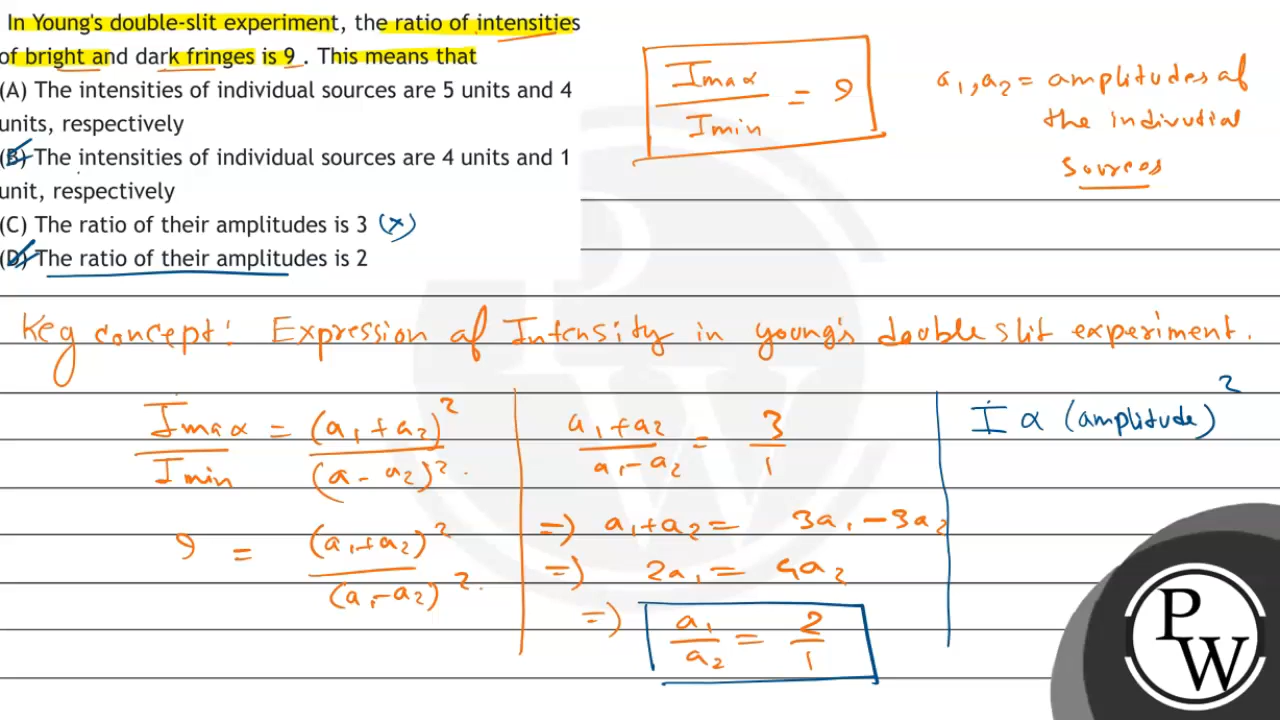 In Young's double-slit experiment, the ratio of intensities
of bright and dark fringes is 9 . This means that
(A) The intensities of individual sources are 5 units and 4
units, respectively
(B) The intensities of individual sources are 4 units and 1
unit, respectively
(C) The ratio of their amplitudes is 3 (x)
(D) The ratio of their amplitudes is 2
Imax / Imin = 9
a1, a2 = amplitudes of
the indivudial
sources
Key concept: Expression of Intensity in young's double slit experiment.
Imax / Imin = (a1 + a2)² / (a - a2)².
9 = (a1 + a2)² / (a1 - a2)².
a1 + a2 / a1 - a2 = 3 / 1
=) a1 + a2 = 3a1 - 3a2
=) 2a1 = 4a2
=) a1 / a2 = 2 / 1
I α (amplitude)²
PW
PW